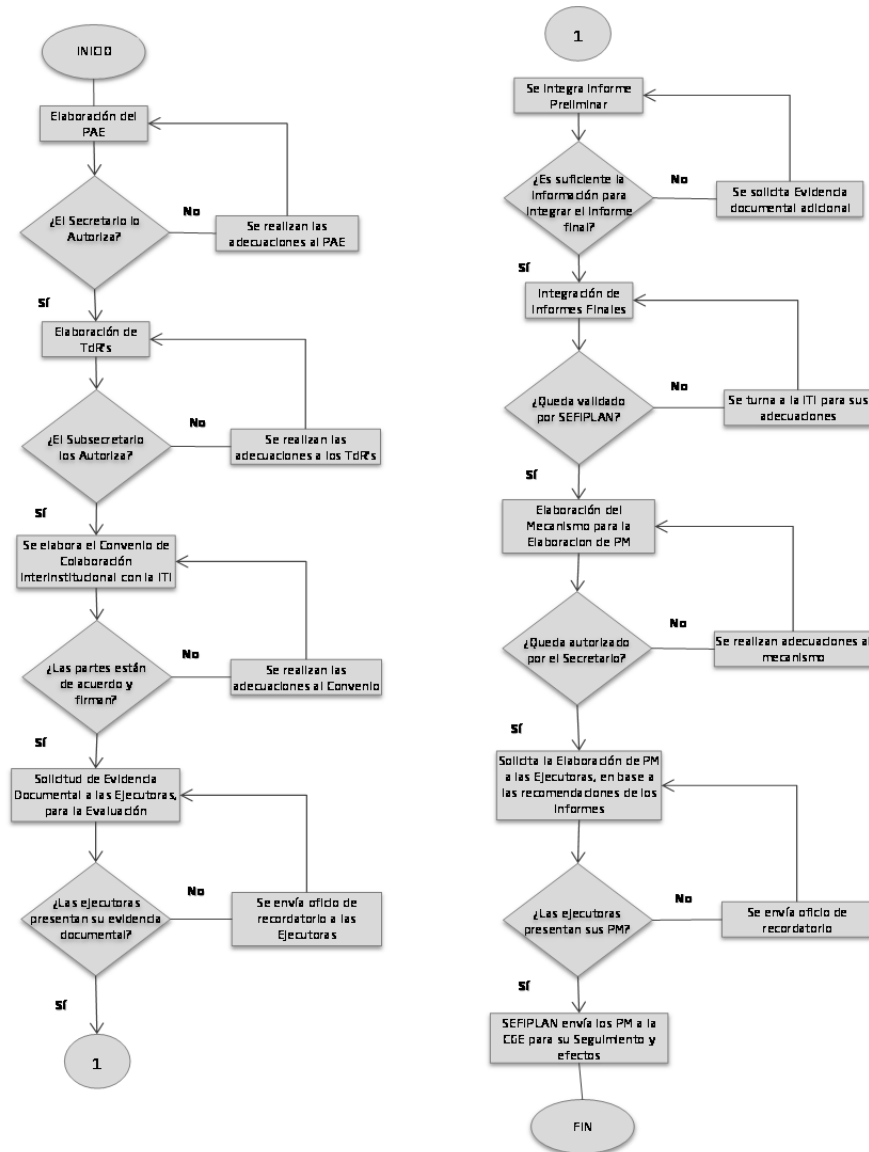 INICIO
Elaboración del
PAE
¿El Secretario lo
Autoriza?
No
Se realizan las
adecuaciones al PAE
Sí
Elaboración de
TdR's
¿El Subsecretario
los Autoriza?
No
Se realizan las
adecuaciones a los TdR's
Sí
Se elabora el Convenio de
Colaboración
Interinstitucional con la ITI
¿Las partes están
de acuerdo y
firman?
No
Se realizan las
adecuaciones al Convenio
Sí
Solicitud de Evidencia
Documental a las Ejecutoras,
para la Evaluación
¿Las ejecutoras
presentan su evidencia
documental?
No
Se envía oficio de
recordatorio a las
Ejecutoras
Sí
1
1
Se integra Informe
Preliminar
¿Es suficiente la
información para
integrar el informe
final?
No
Se solicita Evidencia
documental adicional
Sí
Integración de
Informes Finales
¿Queda validado
por SEFIPLAN?
No
Se turna a la ITI para sus
adecuaciones
Sí
Elaboración del
Mecanismo para la
Elaboracion de PM
¿Queda autorizado
por el Secretario?
No
Se realizan adecuaciones al
mecanismo
Sí
Solicita la Elaboración de PM
a las Ejecutoras, en base a
las recomendaciones de los
Informes
¿Las ejecutoras
presentan sus PM?
No
Se envía oficio de
recordatorio
Sí
SEFIPLAN envía los PM a la
CGE para su Seguimiento y
efectos
FIN